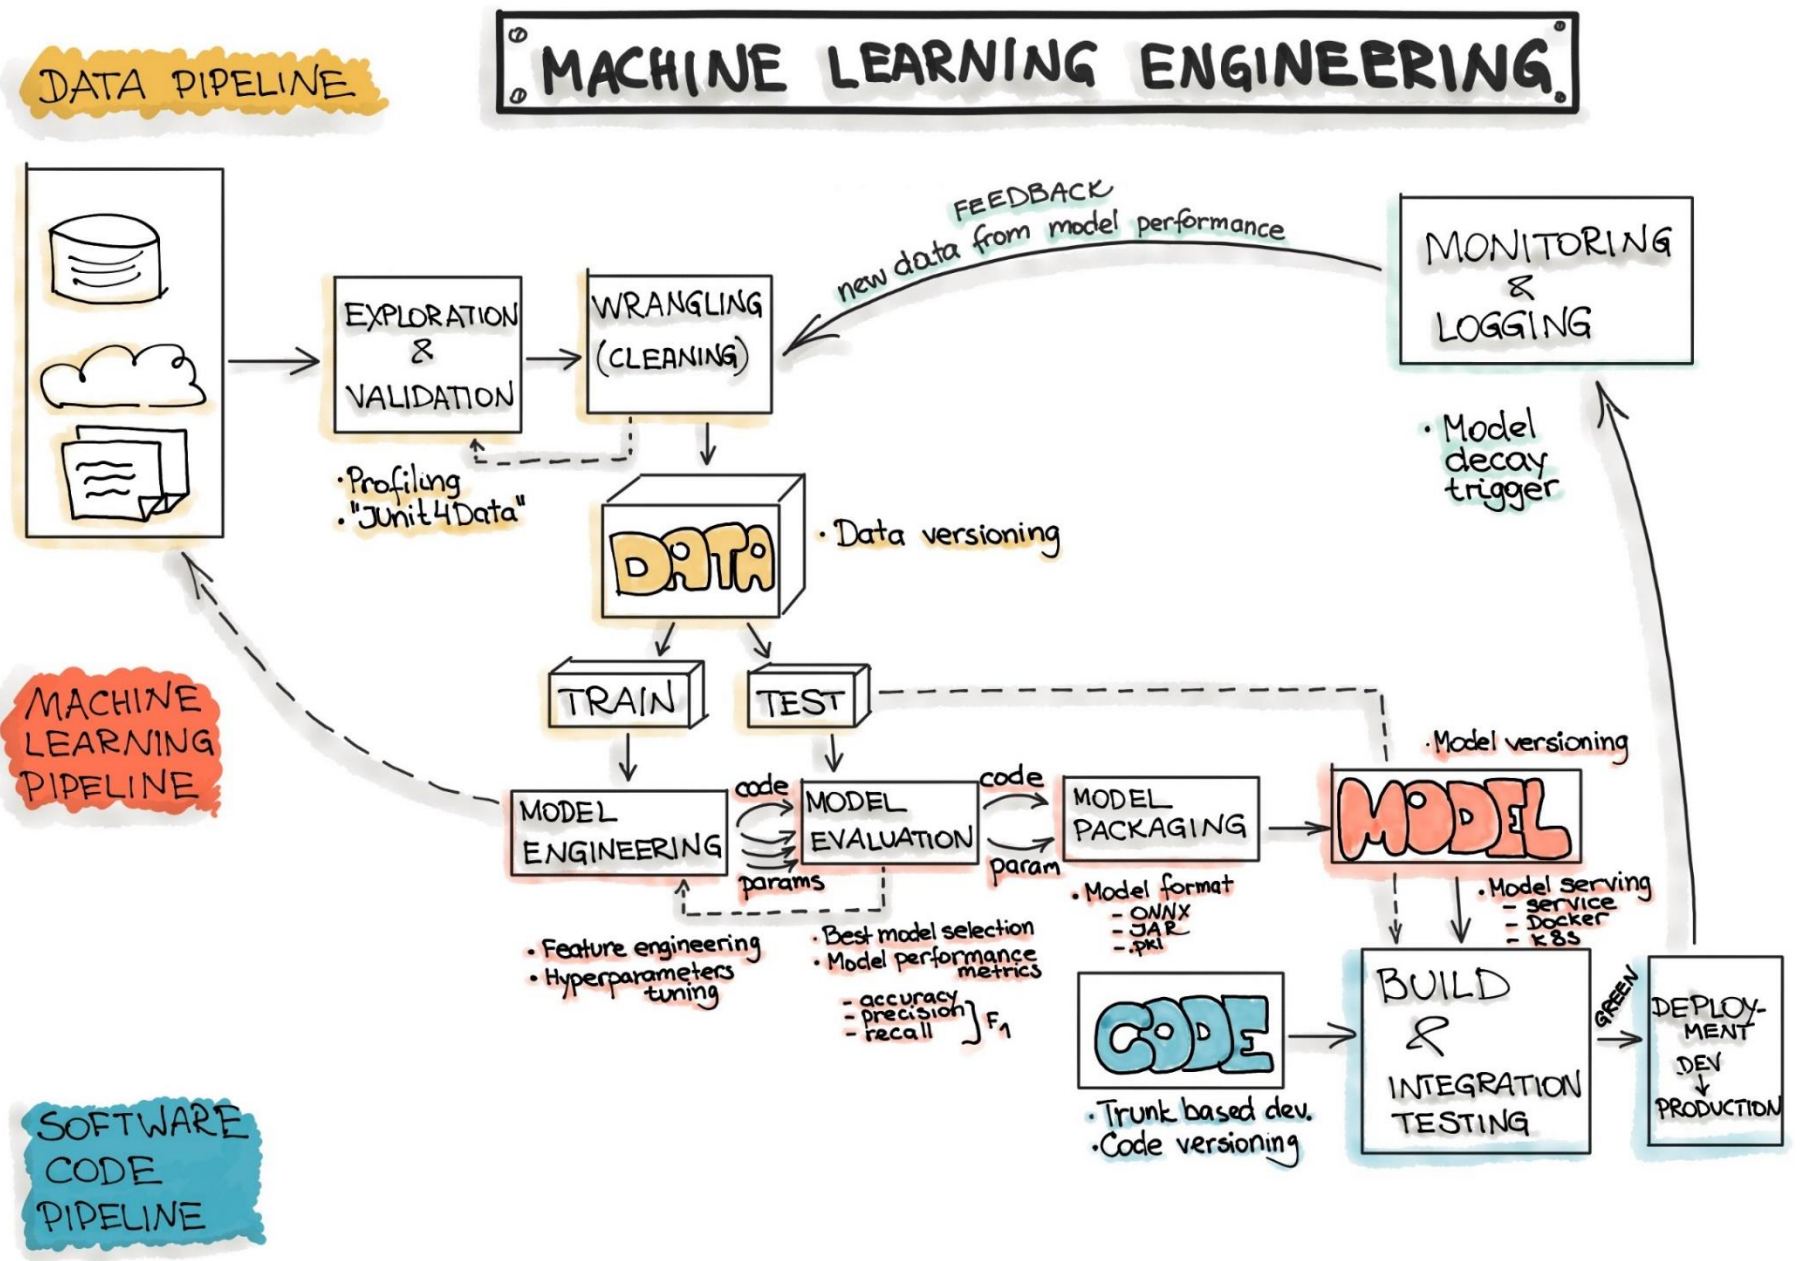 MACHINE LEARNING ENGINEERING
DATA PIPELINE
FEEDBACK
new data from model performance
MONITORING
&
LOGGING
EXPLORATION
&
VALIDATION
WRANGLING
(CLEANING)
· Model
decay
trigger
· Profiling
· "JUnit4Data"
DATA
· Data versioning
TRAIN
TEST
MACHINE
LEARNING
PIPELINE
· Model versioning
MODEL
ENGINEERING
code
params
MODEL
EVALUATION
code
param
MODEL
PACKAGING
MODEL
· Feature engineering
· Hyperparameters
tuning
· Best model selection
· Model performance
metrics
- accuracy
- precision
- recall
F1
· Model format
- ONNX
- JAR
- .pkl
· Model serving
- service
- Docker
- K8S
CODE
· Trunk based dev.
· Code versioning
BUILD
&
INTEGRATION
TESTING
GREEN
DEPLOY-
MENT
DEV
PRODUCTION
SOFTWARE
CODE
PIPELINE